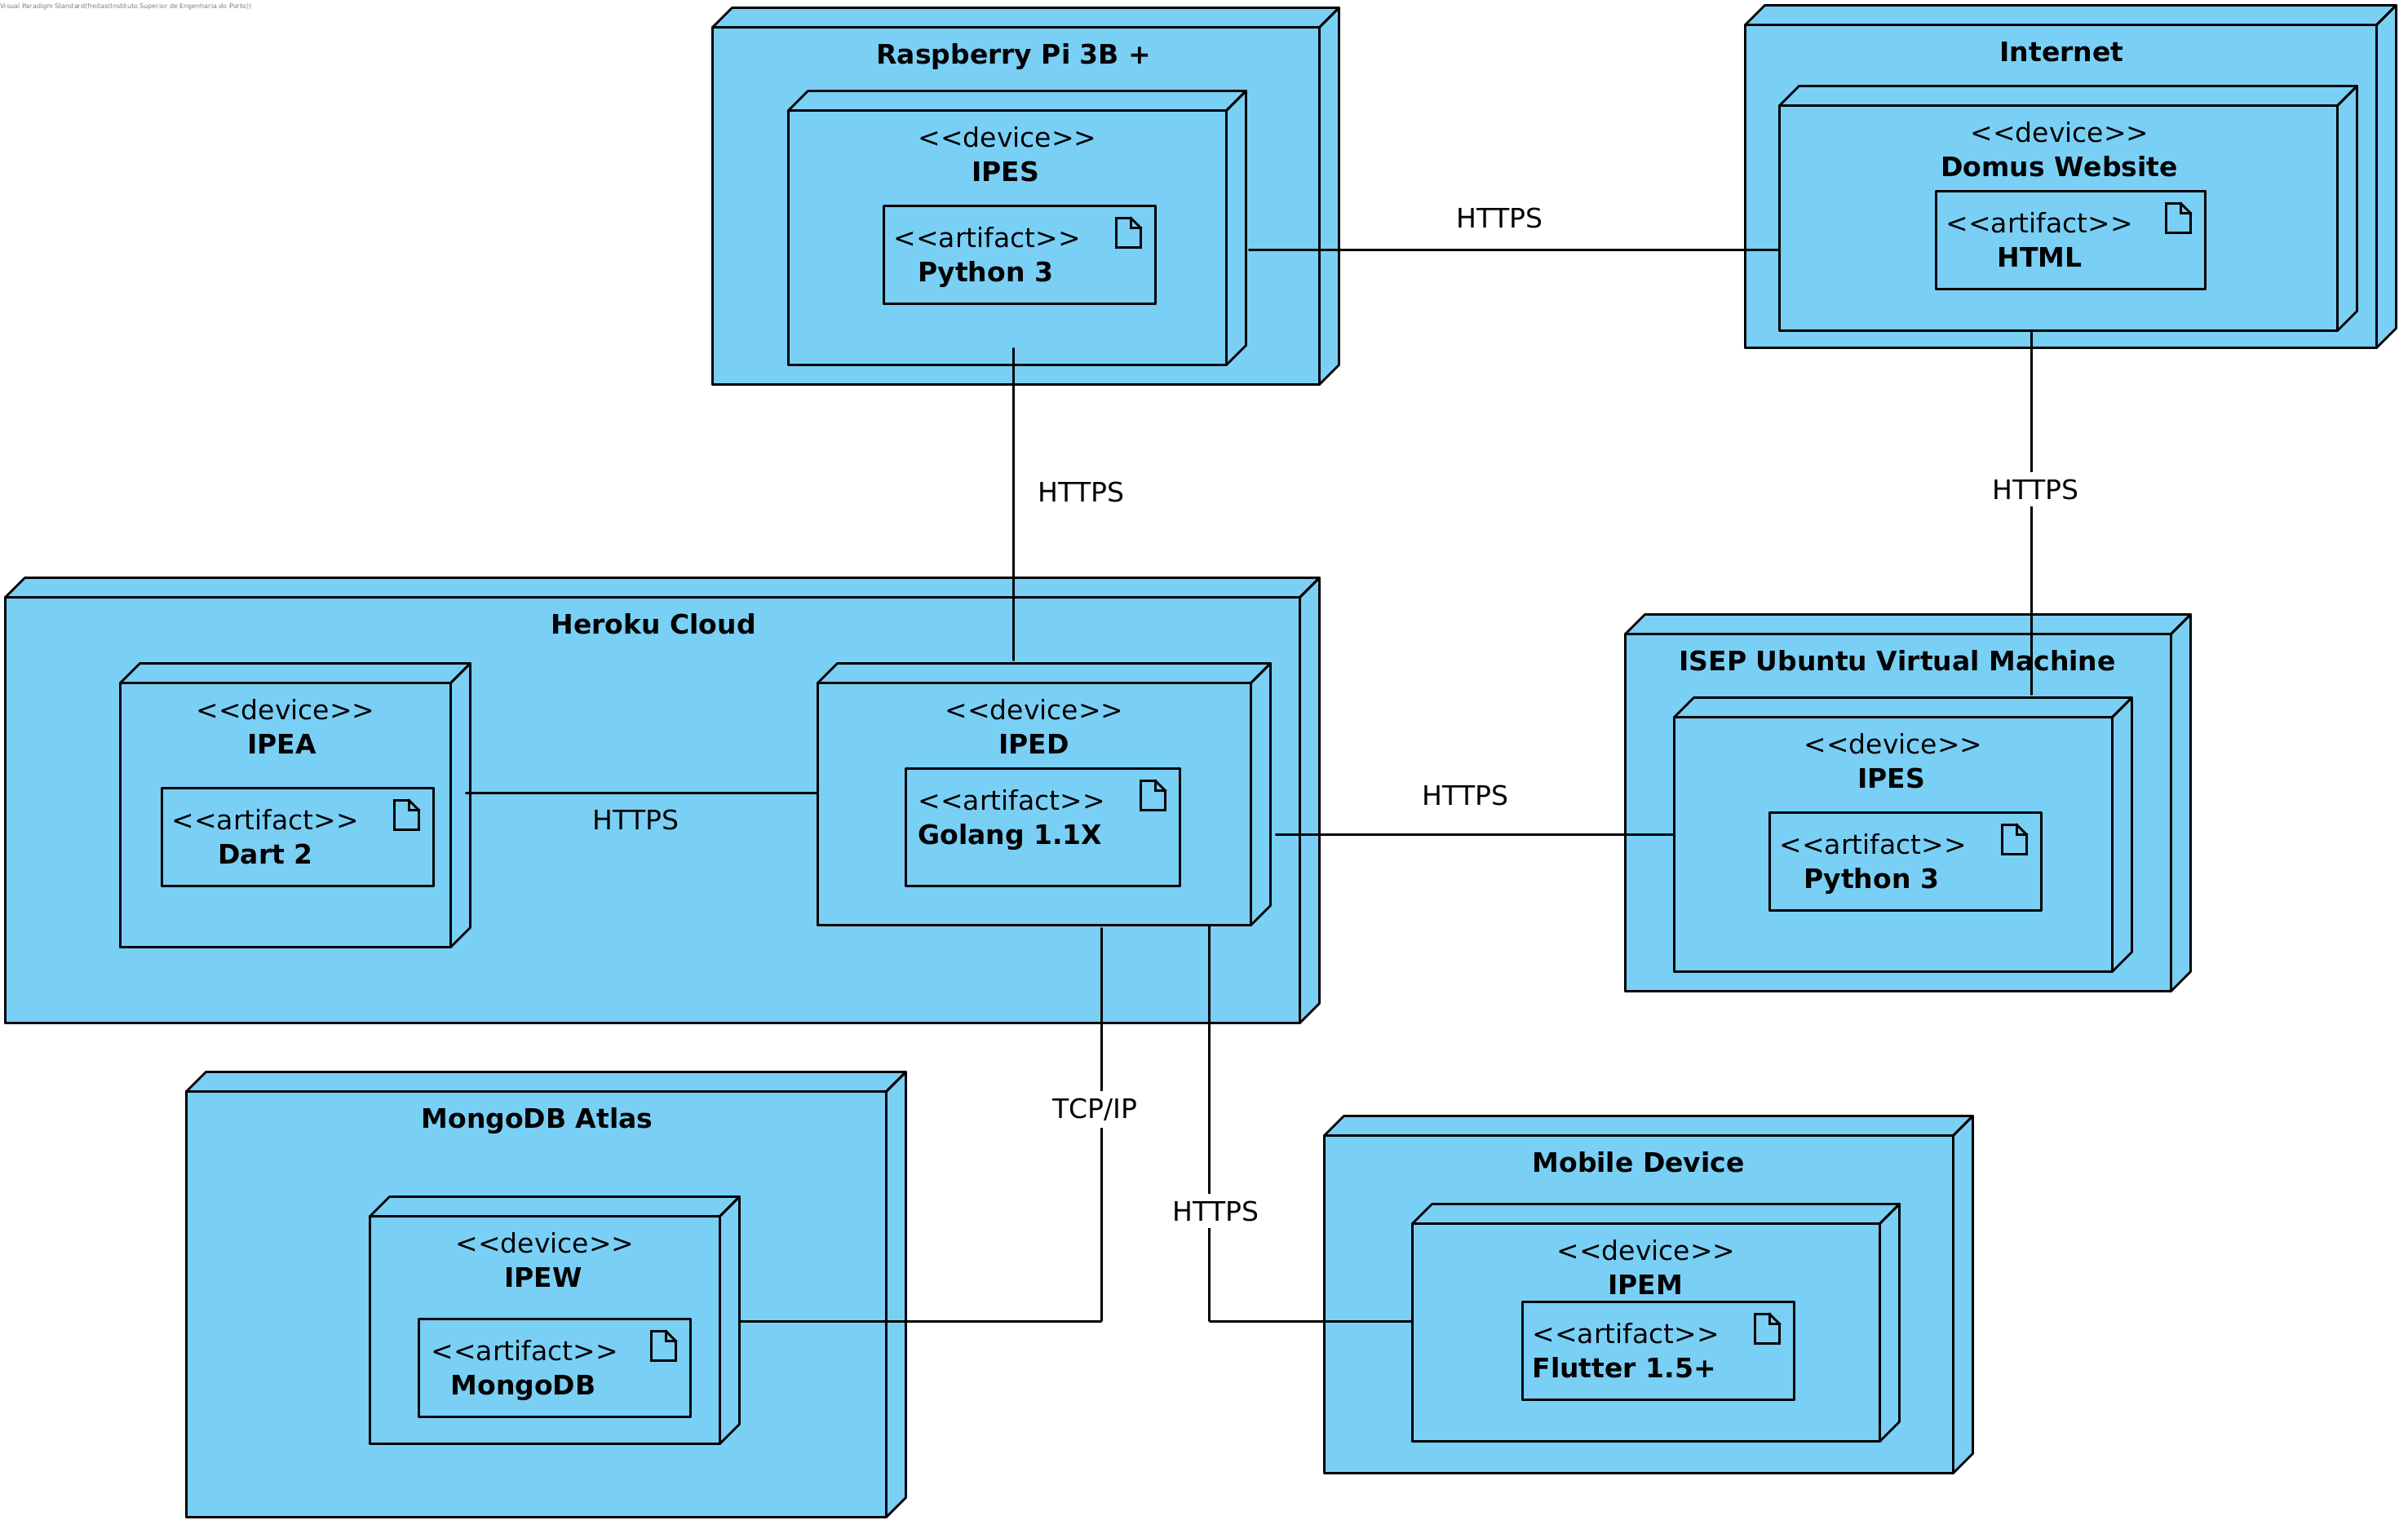 Visual Paradigm Standard(freitas(Instituto Superior de Engenharia do Porto))
Raspberry Pi 3B +
<<device>>
IPES
<<artifact>>
Python 3
HTTPS
Internet
<<device>>
Domus Website
<<artifact>>
HTML
HTTPS
HTTPS
Heroku Cloud
<<device>>
IPEA
<<artifact>>
Dart 2
HTTPS
<<device>>
IPED
<<artifact>>
Golang 1.1X
HTTPS
ISEP Ubuntu Virtual Machine
<<device>>
IPES
<<artifact>>
Python 3
MongoDB Atlas
<<device>>
IPEW
<<artifact>>
MongoDB
TCP/IP
HTTPS
Mobile Device
<<device>>
IPEM
<<artifact>>
Flutter 1.5+